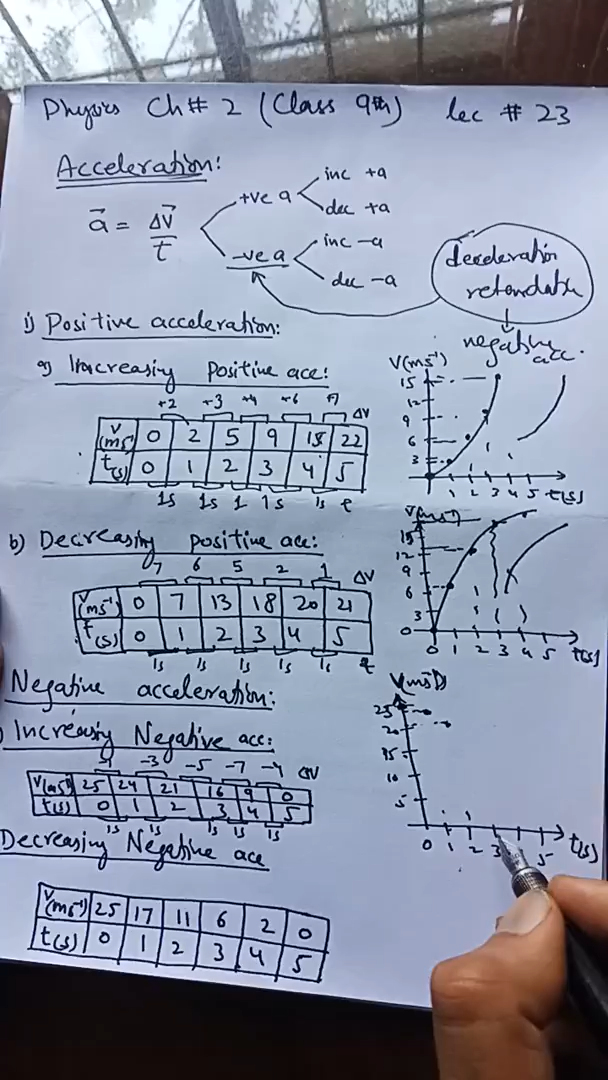 Physics Ch# 2 (Class 9th) lec # 23
Acceleration:
a = ΔV / t
+ve a
inc +a
dec +a
-ve a
inc -a
dec -a
deceleration
retardation
negative
acc.
i) Positive acceleration:
a) Increasing Positive acc:
+2 +3 +4 +6 +7 ΔV
V(ms⁻¹) 0 2 5 9 15 22
t(s) 0 1 2 3 4 5
1s 1s 1 1s 1s t
V(ms⁻¹)
15
12
9
6
3
0
1 2 3 4 5 t(s)
b) Decreasing positive acc:
7 6 5 2 1 ΔV
V(ms⁻¹) 0 7 13 18 20 21
t(s) 0 1 2 3 4 5
1s 1s 1s 1s 1s t
V(ms⁻¹)
15
12
9
6
3
0
0 1 2 3 4 5 t(s)
Negative acceleration:
Increasing Negative acc:
-1 -3 -5 -7 -9 ΔV
V(ms⁻¹) 25 24 21 16 9 0
t(s) 0 1 2 3 4 5
1s 1s 1s 1s 1s
V(ms⁻¹)
25
20
15
10
5
0 1 2 3 5 t(s)
Decreasing Negative acc
V(ms⁻¹) 25 17 11 6 2 0
t(s) 0 1 2 3 4 5